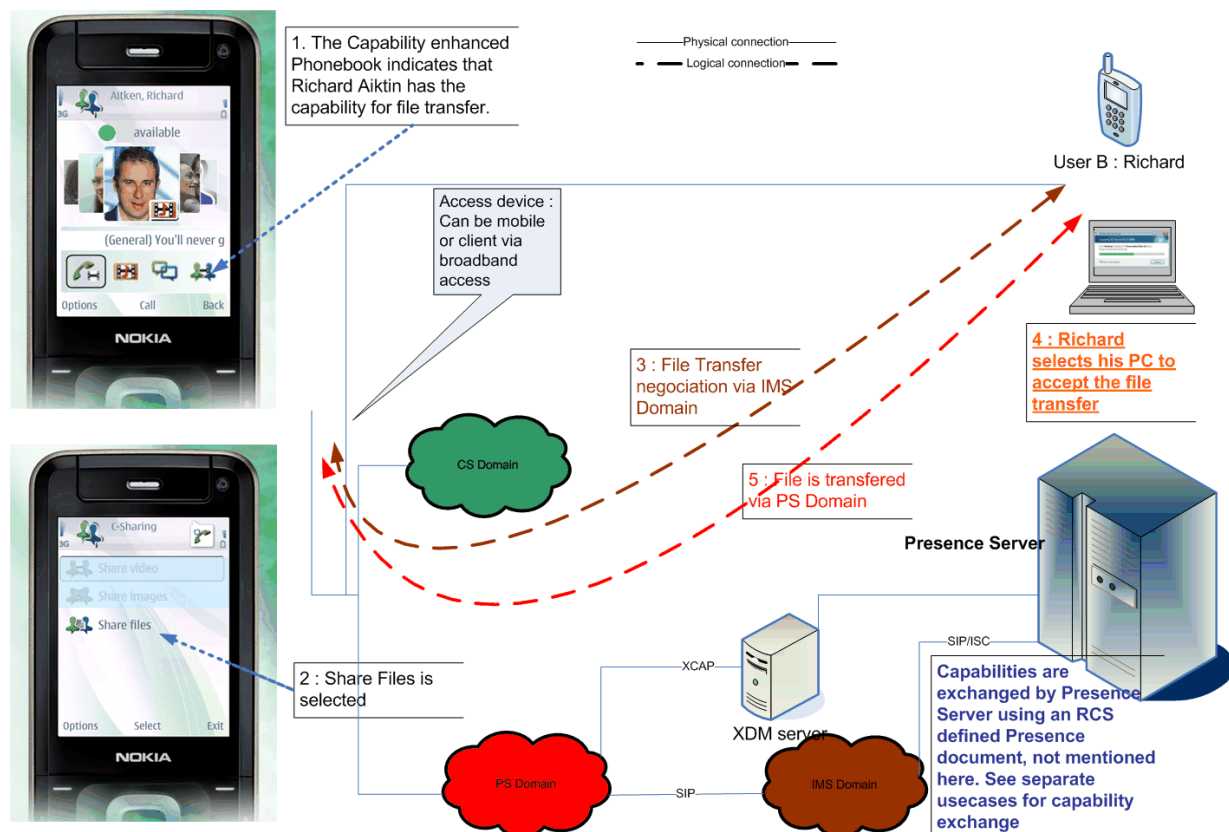 3G
Aitken, Richard
available
(General) You'll never g
Options
Call
Back
NOKIA
1. The Capability enhanced
Phonebook indicates that
Richard Aiktin has the
capability for file transfer.
Physical connection
Logical connection
User B : Richard
Access device :
Can be mobile
or client via
broadband
access
3 : File Transfer
negociation via IMS
Domain
4 : Richard
selects his PC to
accept the file
transfer
CS Domain
5 : File is transfered
via PS Domain
3G
C-Sharing
Share video
Share images
Share files
Options
Select
Exit
NOKIA
2 : Share Files is
selected
Presence Server
SIP/ISC
XCAP
XDM server
PS Domain
SIP
IMS Domain
Capabilities are
exchanged by Presence
Server using an RCS
defined Presence
document, not mentioned
here. See separate
usecases for capability
exchange